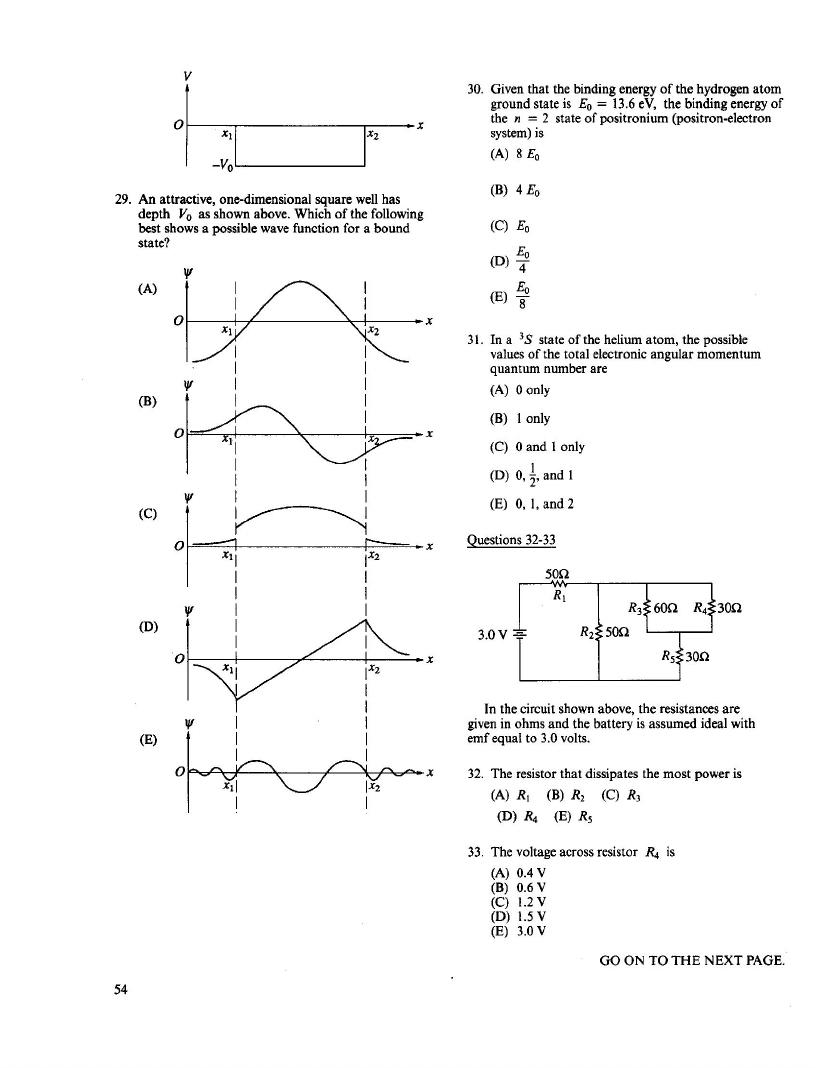 V
O
x1
x2
x
–V0
29. An attractive, one-dimensional square well has
depth V0 as shown above. Which of the following
best shows a possible wave function for a bound
state?
(A)
ψ
O
x1
x2
x
(B)
ψ
O
x1
x2
x
(C)
ψ
O
x1
x2
x
(D)
ψ
O
x1
x2
x
(E)
ψ
O
x1
x2
x
54
30. Given that the binding energy of the hydrogen atom
ground state is E0 = 13.6 eV, the binding energy of
the n = 2 state of positronium (positron-electron
system) is
(A) 8 E0
(B) 4 E0
(C) E0
(D) E0/4
(E) E0/8
31. In a ³S state of the helium atom, the possible
values of the total electronic angular momentum
quantum number are
(A) 0 only
(B) 1 only
(C) 0 and 1 only
(D) 0, 1/2, and 1
(E) 0, 1, and 2
Questions 32-33
50Ω
R1
R3 60Ω R4 30Ω
3.0 V R2 50Ω
R5 30Ω
In the circuit shown above, the resistances are
given in ohms and the battery is assumed ideal with
emf equal to 3.0 volts.
32. The resistor that dissipates the most power is
(A) R1 (B) R2 (C) R3
(D) R4 (E) R5
33. The voltage across resistor R4 is
(A) 0.4 V
(B) 0.6 V
(C) 1.2 V
(D) 1.5 V
(E) 3.0 V
GO ON TO THE NEXT PAGE.